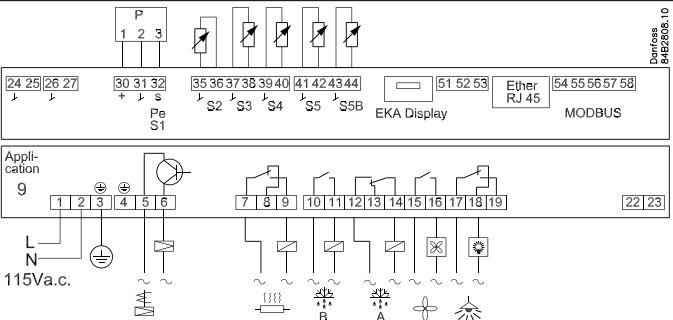 P
1 2 3
Danfoss
84B2808.10
24 25 26 27 30 31 32 35 36 37 38 39 40 41 42 43 44 51 52 53 54 55 56 57 58
+ s
Pe
S1
S2 S3 S4 S5 S5B
EKA Display
Ether
RJ 45
MODBUS
Appli-
cation
9
1 2 3 4 5 6 7 8 9 10 11 12 13 14 15 16 17 18 19 22 23
L
N
115Va.c.
B A